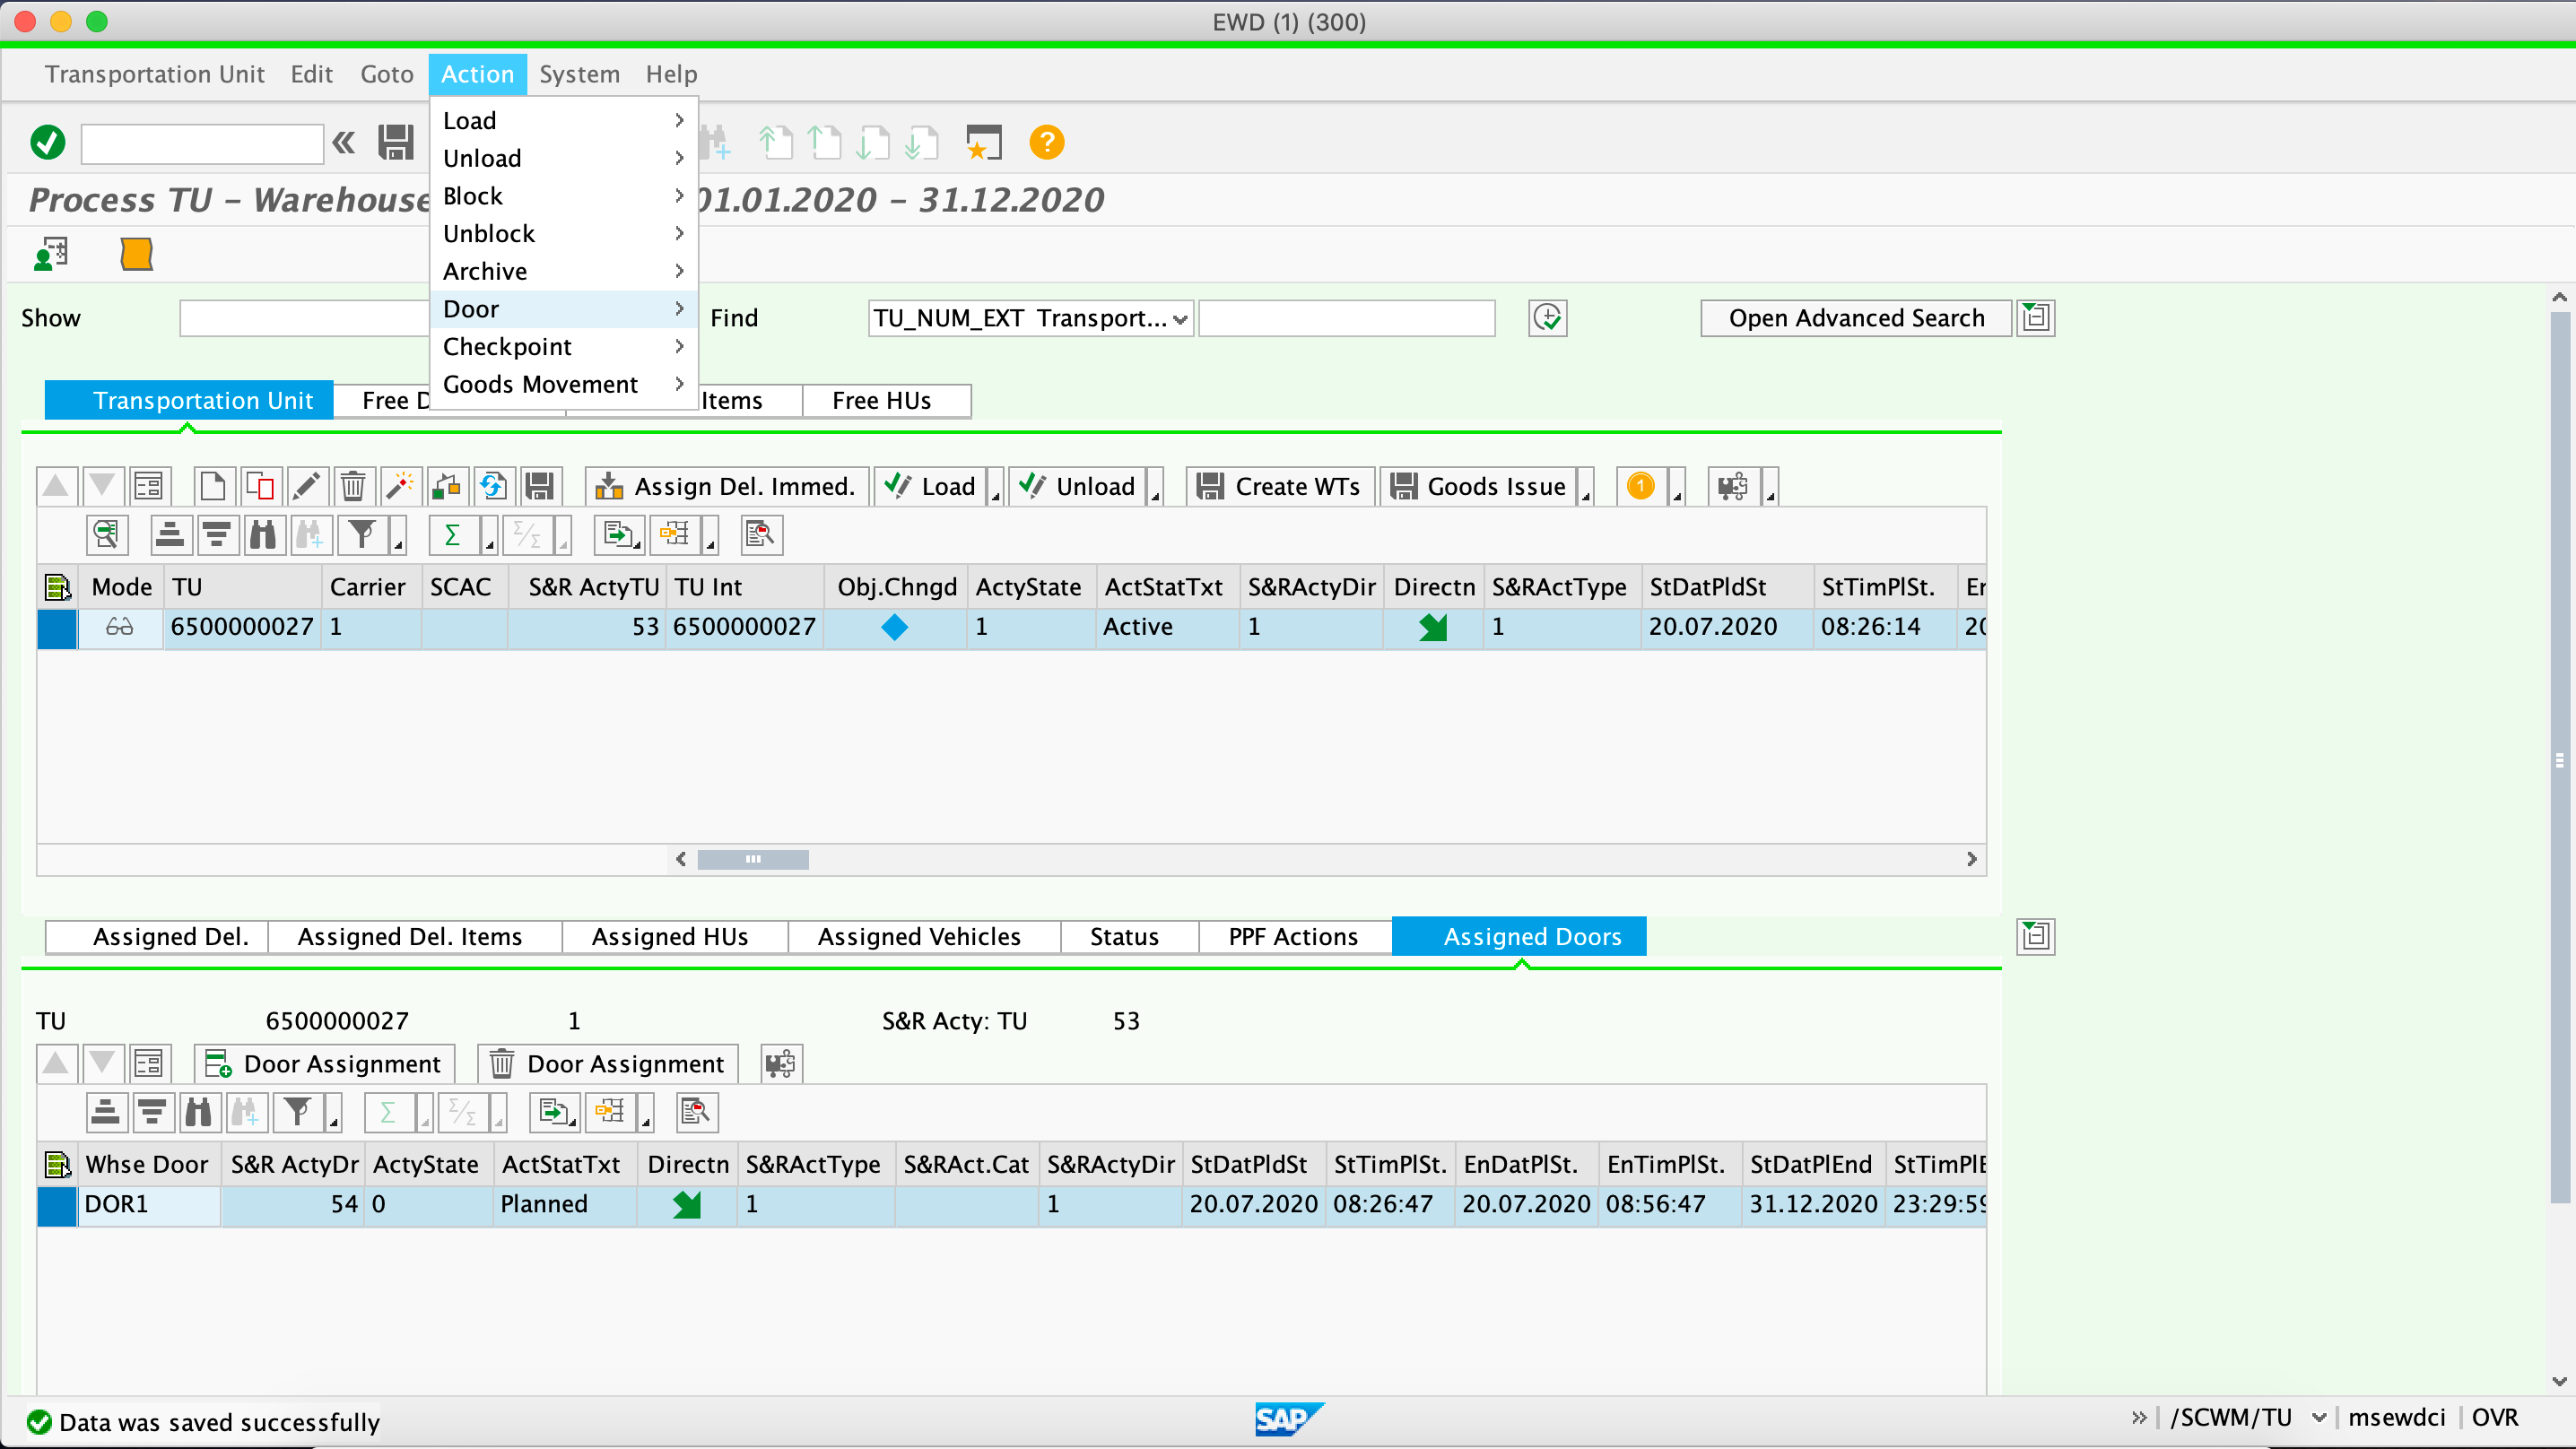 EWD (1) (300)
Transportation Unit Edit Goto Action System Help
Load
Unload
Block
Unblock
Archive
Door
Checkpoint
Goods Movement
Process TU – Warehouse 01.01.2020 – 31.12.2020
Show Find TU_NUM_EXT Transport... Open Advanced Search
Transportation Unit Free D Items Free HUs
Assign Del. Immed. Load Unload Create WTs Goods Issue 1
Mode TU Carrier SCAC S&R ActyTU TU Int Obj.Chngd ActyState ActStatTxt S&RActyDir Directn S&RActType StDatPldSt StTimPlSt. En
6500000027 1 53 6500000027 1 Active 1 1 20.07.2020 08:26:14 20
Assigned Del. Assigned Del. Items Assigned HUs Assigned Vehicles Status PPF Actions Assigned Doors
TU 6500000027 1 S&R Acty: TU 53
Door Assignment Door Assignment
Whse Door S&R ActyDr ActyState ActStatTxt Directn S&RActType S&RAct.Cat S&RActyDir StDatPldSt StTimPlSt. EnDatPlSt. EnTimPlSt. StDatPlEnd StTimPlE
DOR1 54 0 Planned 1 1 20.07.2020 08:26:47 20.07.2020 08:56:47 31.12.2020 23:29:59
Data was saved successfully SAP /SCWM/TU msewdci OVR